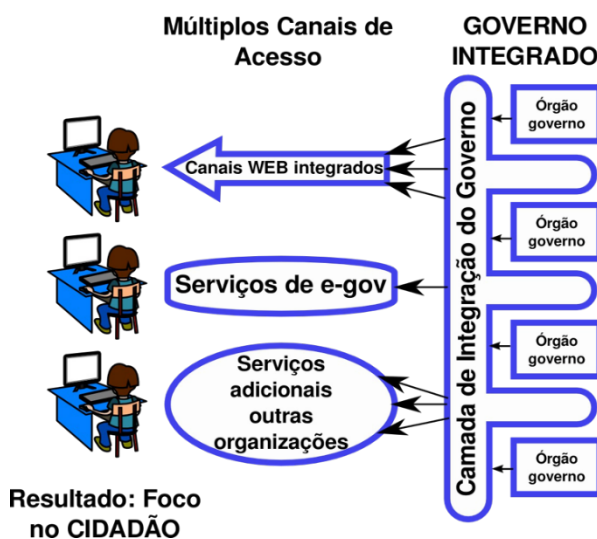 Múltiplos Canais de
Acesso
GOVERNO
INTEGRADO
Canais WEB integrados
Serviços de e-gov
Serviços
adicionais
outras
organizações
Camada de Integração do Governo
Órgão
governo
Órgão
governo
Órgão
governo
Órgão
governo
Resultado: Foco
no CIDADÃO